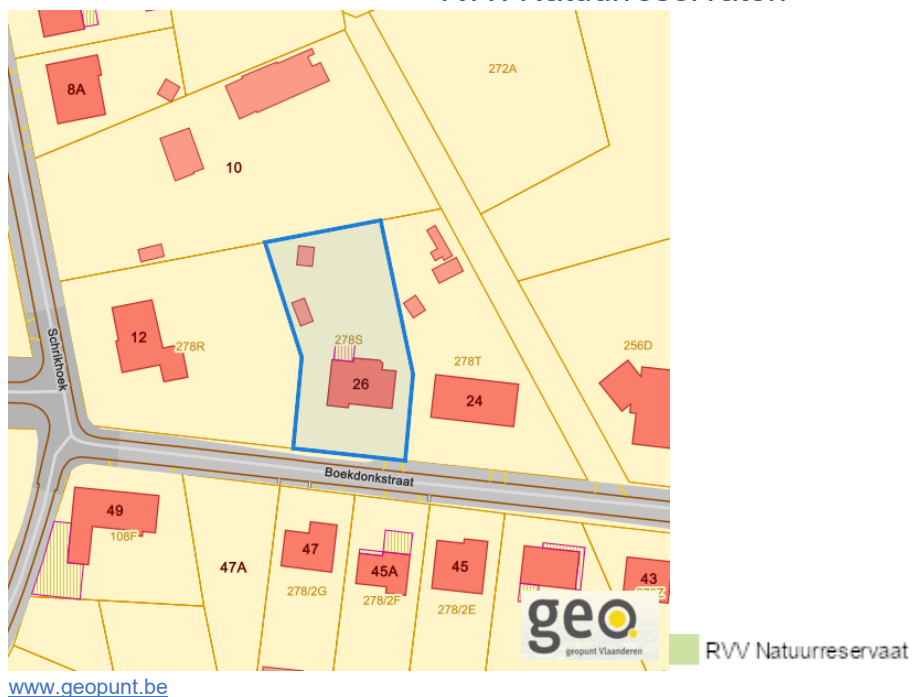 8A
272A
10
Schrikhoek
12
278R
278S
26
278T
24
256D
Boekdonkstraat
49
108F
47A
47
278/2G
45A
278/2F
45
278/2E
43
geo
geopunt Vlaanderen
RVV Natuurreservaat
www.geopunt.be